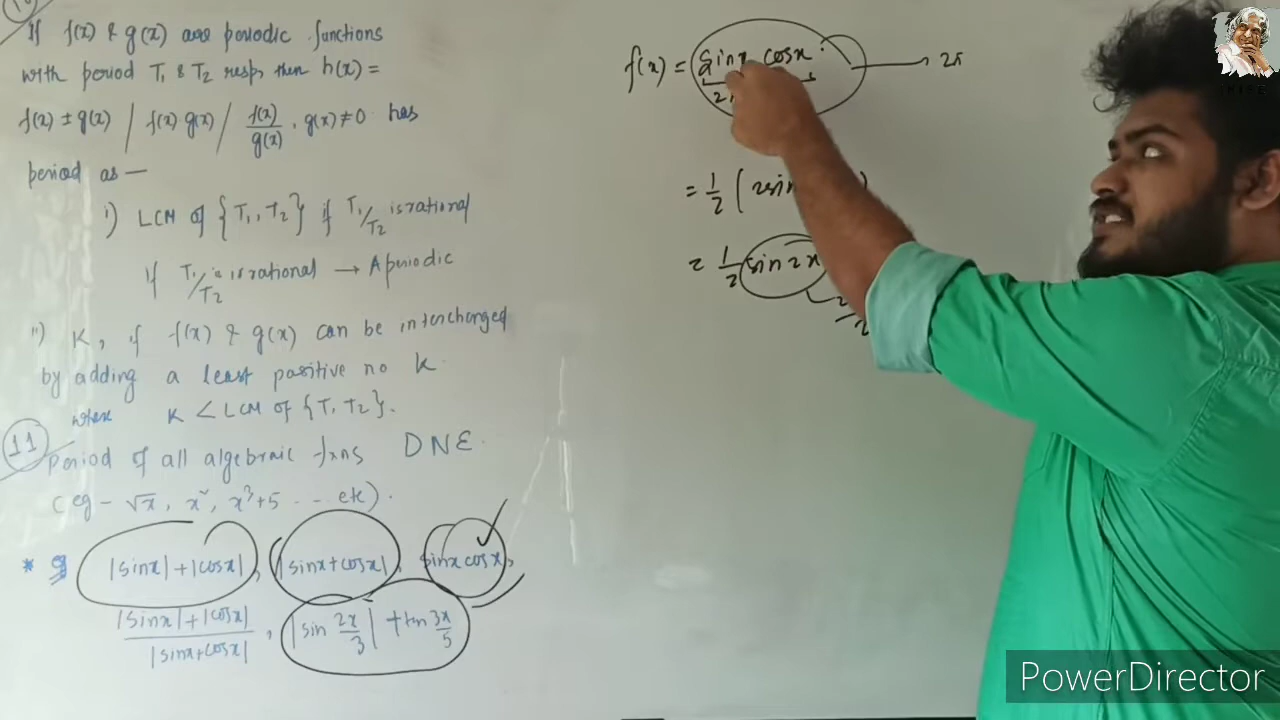 If f(x) & g(x) are periodic functions
with period T₁ & T₂ resp, then h(x) =
f(x) ± g(x) / f(x) g(x) / f(x)/g(x), g(x) ≠ 0 has
period as —
i) LCM of {T₁, T₂} if T₁/T₂ is rational
if T₁/T₂ is irrational → Aperiodic
ii) K, if f(x) & g(x) can be interchanged
by adding a least positive no K
where K < LCM of {T₁ T₂}.
11
Period of all algebraic fxns DNE.
(eg - √x, x², x³+5 ... etc).
* eg |sinx| + |cosx|, |sinx+cosx|, sinx cosx,
|sinx| + |cosx| / |sinx+cosx|, |sin 2x/3| + tan 3x/5
f(x) = sinx cosx 2π
= 1/2 (2sin
= 1/2 sin 2x
PowerDirector